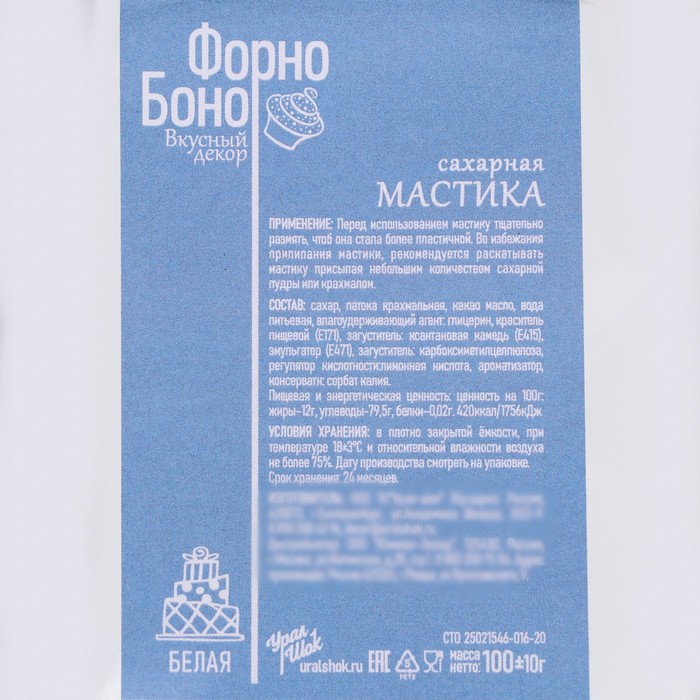 Форно
Боно
Вкусный
декор
сахарная
МАСТИКА
ПРИМЕНЕНИЕ: Перед использованием мастику тщательно
размять, чтоб она стала более пластичной. Во избежания
припипания мастики, рекомендуется раскатывать
мастику присыпая небольшим количеством сахарной
пудры или крахмалом.
СОСТАВ: сахар, патока крахмальная, какао масло, вода
питьевая, влагоудерживающий агент: глицерин, краситель
пищевой (Е171), загуститель: ксантановая камедь (Е415),
эмульгатор (Е471), загуститель: карбоксиметилцеллюлоза,
регулятор кислотности:лимонная кислота, ароматизатор,
консервант: сорбат калия.
Пищевая и энергетическая ценность: ценность на 100г:
жиры-12г, углеводы-79,5г, белки-0,02г. 420ккал/1756кДж
УСЛОВИЯ ХРАНЕНИЯ: в плотно закрытой ёмкости, при
температуре 18±3°С и относительной влажности воздуха
не более 75%. Дату производства смотреть на упаковке.
Срок хранения: 24 месяцев.
БЕЛАЯ
Урал
Шок
uralshok.ru
ЕАС
5
PETE
СТО 25021546-016-20
масса
нетто: 100±10г